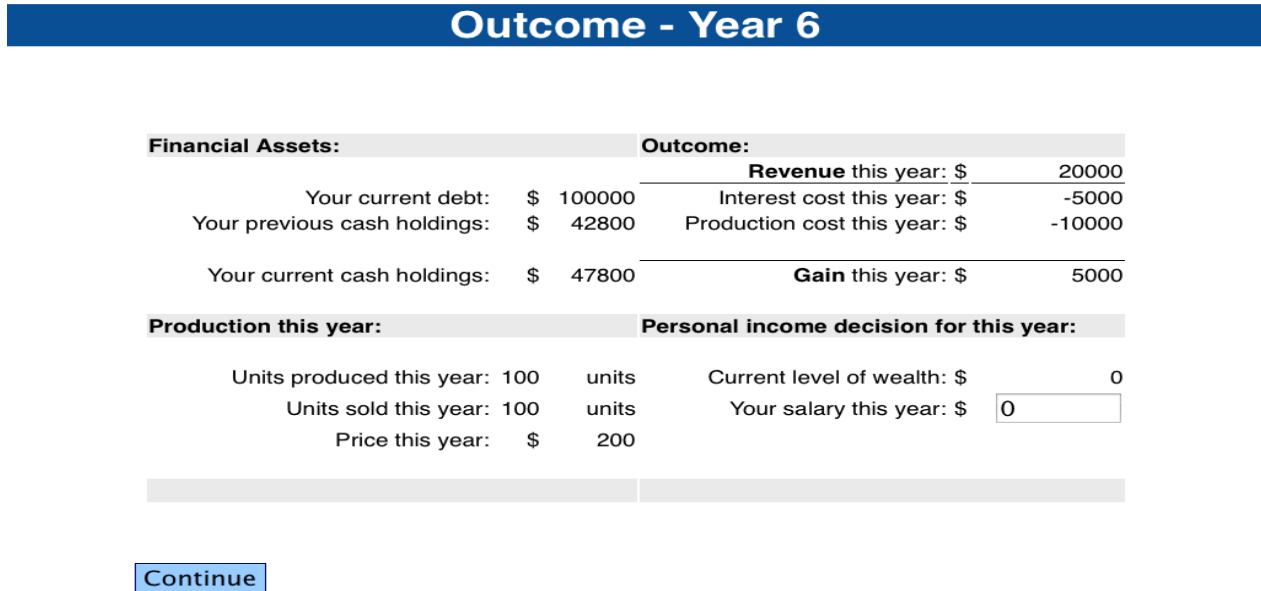 Outcome - Year 6
Financial Assets: Outcome:
Revenue this year: $ 20000
Your current debt: $ 100000 Interest cost this year: $ -5000
Your previous cash holdings: $ 42800 Production cost this year: $ -10000
Your current cash holdings: $ 47800 Gain this year: $ 5000
Production this year: Personal income decision for this year:
Units produced this year: 100 units Current level of wealth: $ 0
Units sold this year: 100 units Your salary this year: $ 0
Price this year: $ 200
Continue